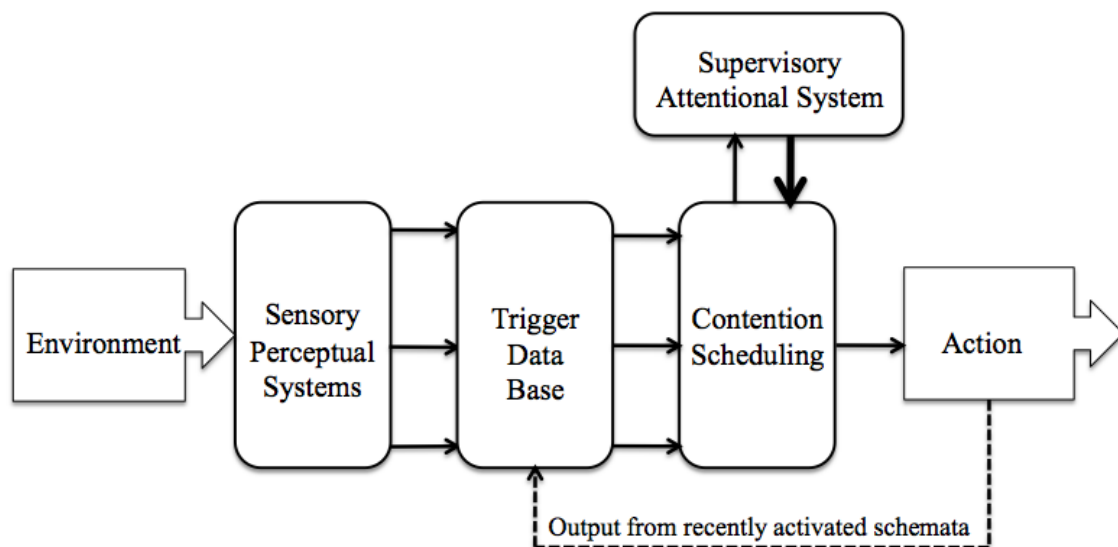 Supervisory
Attentional System
Environment
Sensory
Perceptual
Systems
Trigger
Data
Base
Contention
Scheduling
Action
Output from recently activated schemata